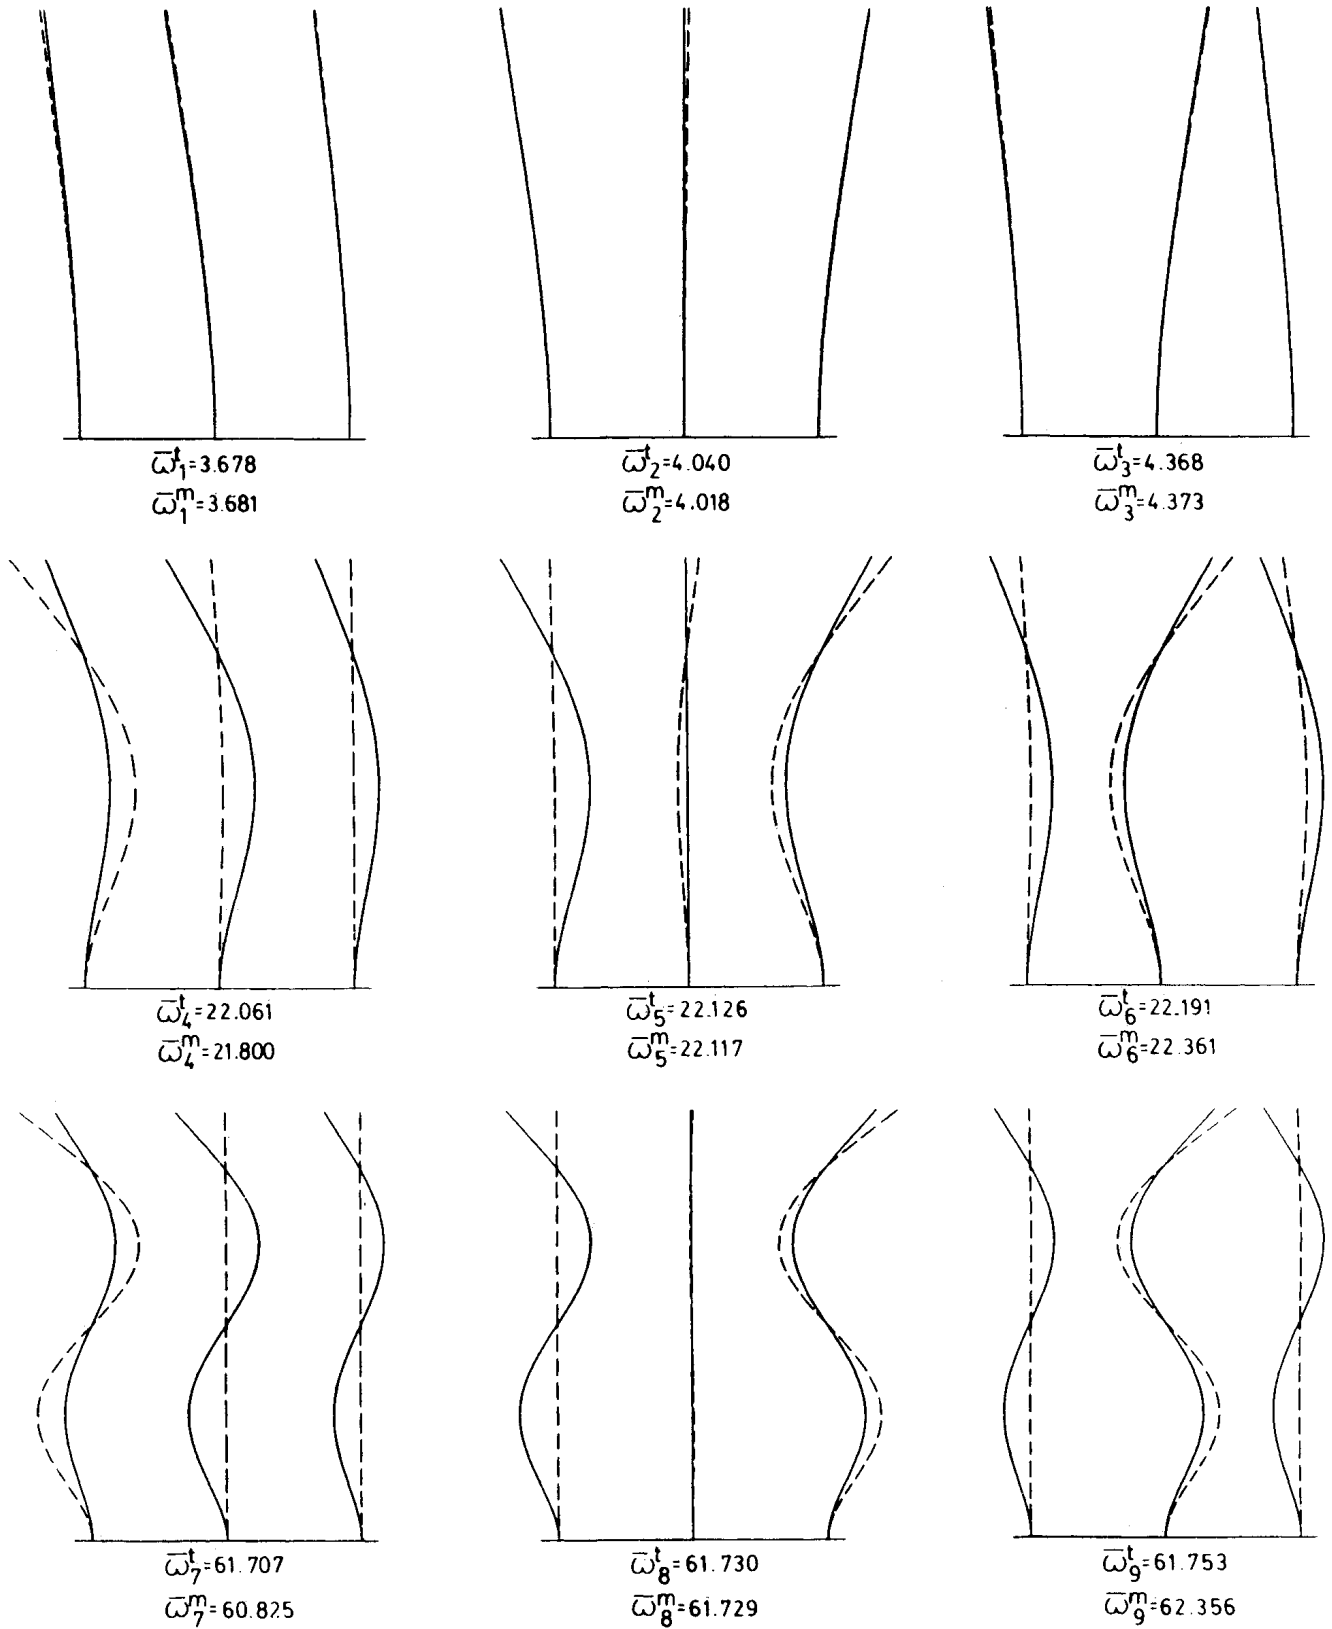 ω̄₁ᵗ=3.678
ω̄₁ᵐ=3.681
ω̄₂ᵗ=4.040
ω̄₂ᵐ=4.018
ω̄₃ᵗ=4.368
ω̄₃ᵐ=4.373
ω̄₄ᵗ=22.061
ω̄₄ᵐ=21.800
ω̄₅ᵗ=22.126
ω̄₅ᵐ=22.117
ω̄₆ᵗ=22.191
ω̄₆ᵐ=22.361
ω̄₇ᵗ=61.707
ω̄₇ᵐ=60.825
ω̄₈ᵗ=61.730
ω̄₈ᵐ=61.729
ω̄₉ᵗ=61.753
ω̄₉ᵐ=62.356